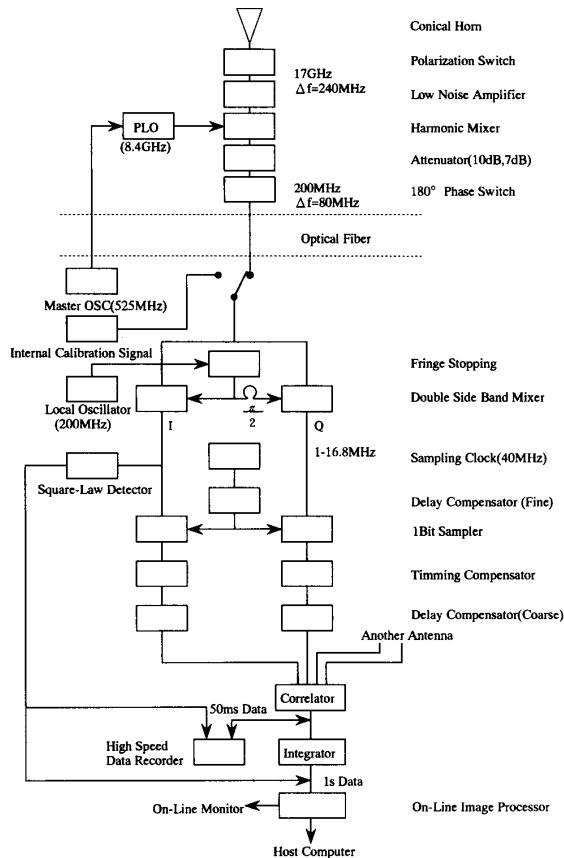 Conical Horn
Polarization Switch
17GHz
Δf=240MHz
Low Noise Amplifier
PLO
(8.4GHz)
Harmonic Mixer
Attenuator(10dB,7dB)
200MHz
Δf=80MHz
180° Phase Switch
Optical Fiber
Master OSC(525MHz)
Internal Calibration Signal
Fringe Stopping
Local Oscillator
(200MHz)
π
2
Double Side Band Mixer
I
Q
1-16.8MHz
Sampling Clock(40MHz)
Square-Law Detector
Delay Compensator (Fine)
1Bit Sampler
Timming Compensator
Delay Compensator(Coarse)
Another Antenna
Correlator
50ms Data
High Speed
Data Recorder
Integrator
1s Data
On-Line Monitor
On-Line Image Processor
Host Computer